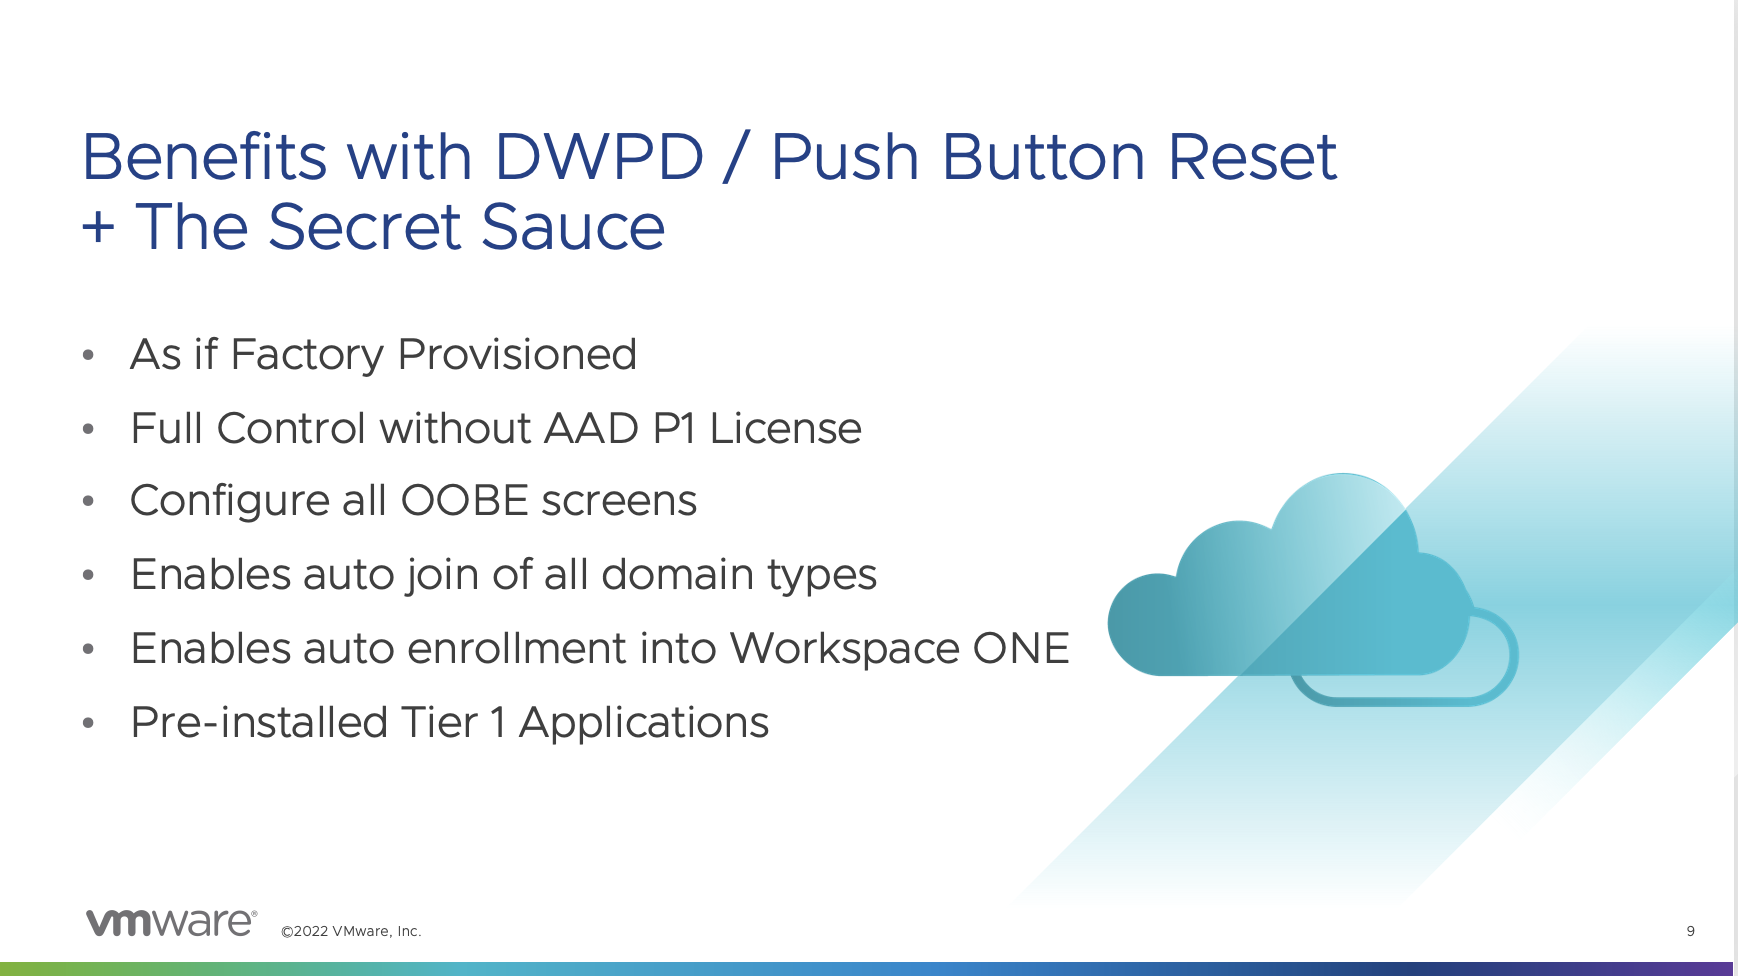 Benefits with DWPD / Push Button Reset
+ The Secret Sauce
• As if Factory Provisioned
• Full Control without AAD P1 License
• Configure all OOBE screens
• Enables auto join of all domain types
• Enables auto enrollment into Workspace ONE
• Pre-installed Tier 1 Applications
vmware® ©2022 VMware, Inc. 9